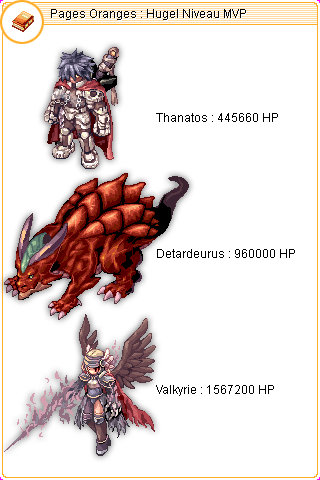 Pages Oranges : Hugel Niveau MVP
Thanatos : 445660 HP
Detardeurus : 960000 HP
Valkyrie : 1567200 HP